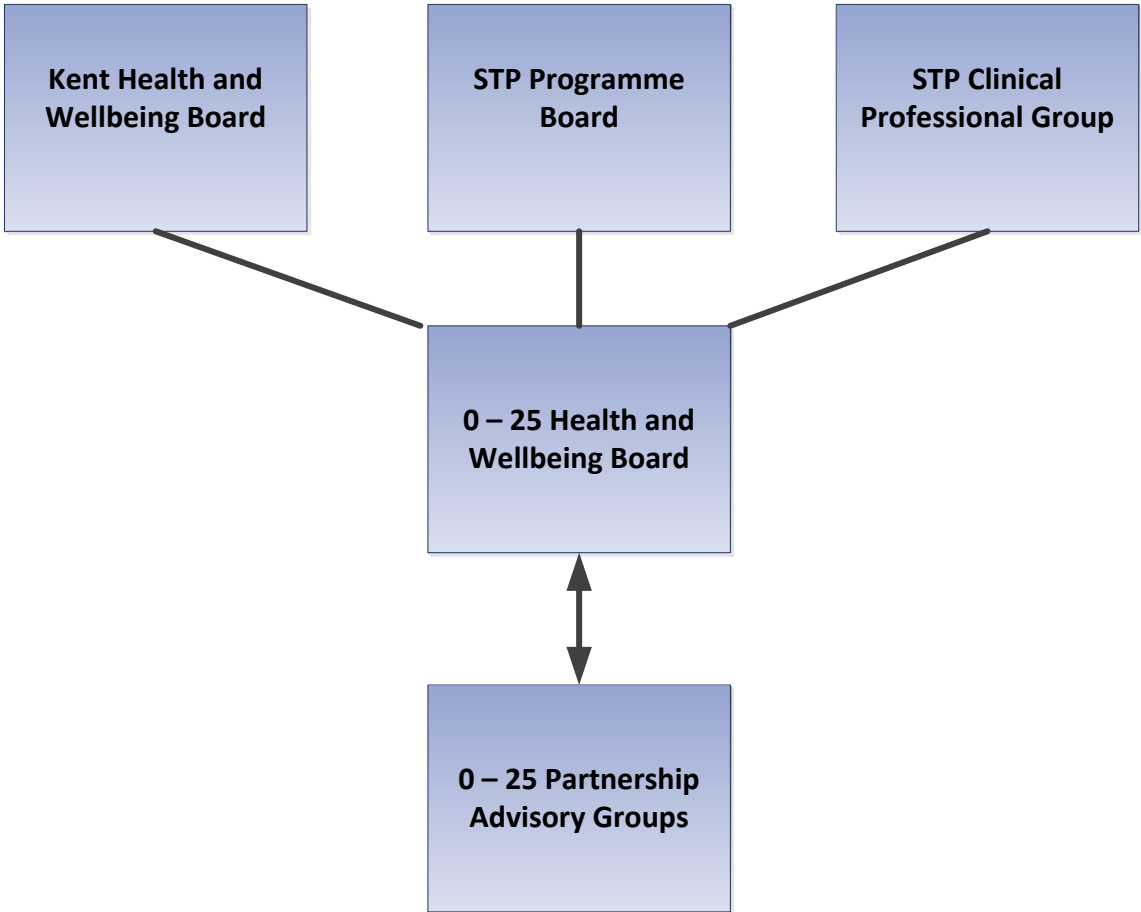 Kent Health and
Wellbeing Board
STP Programme
Board
STP Clinical
Professional Group
0 – 25 Health and
Wellbeing Board
0 – 25 Partnership
Advisory Groups